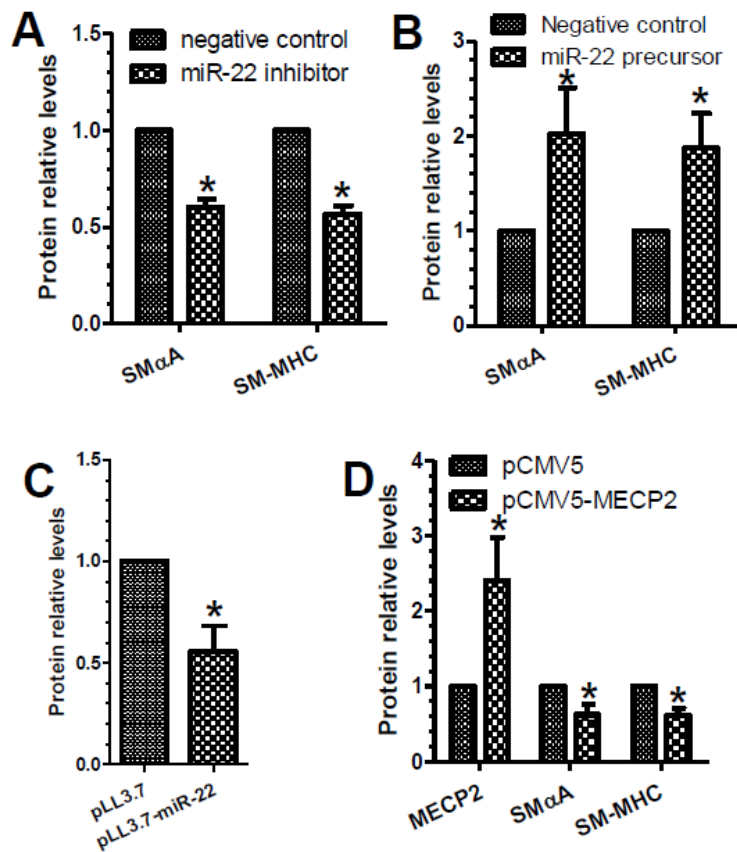 A
negative control
miR-22 inhibitor
Protein relative levels
1.5
1.0
0.5
0.0
*
*
SMαA
SM-MHC
B
Negative control
miR-22 precursor
Protein relative levels
3
2
1
0
*
*
SMαA
SM-MHC
C
Protein relative levels
1.5
1.0
0.5
0.0
*
pLL3.7
pLL3.7-miR-22
D
pCMV5
pCMV5-MECP2
Protein relative levels
4
4
2
1
0
*
*
*
MECP2
SMαA
SM-MHC